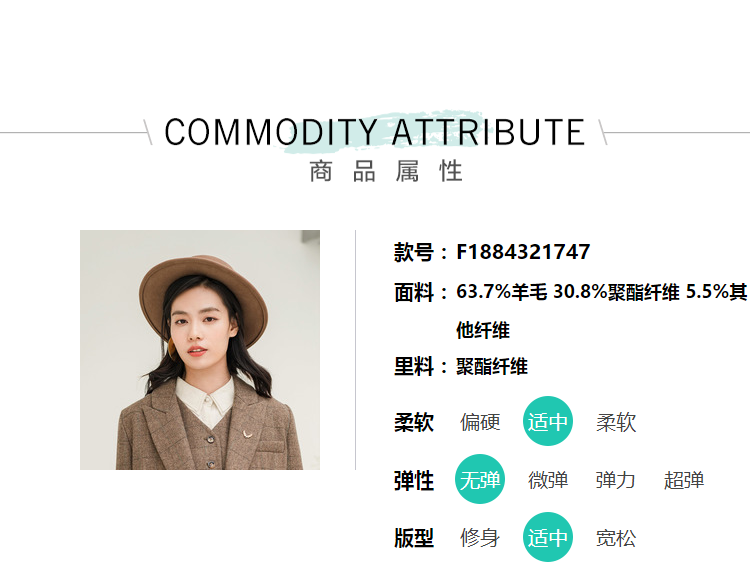 COMMODITY ATTRIBUTE
商品属性
款号：F1884321747
面料：63.7%羊毛 30.8%聚酯纤维 5.5%其
他纤维
里料：聚酯纤维
柔软 偏硬 适中 柔软
弹性 无弹 微弹 弹力 超弹
版型 修身 适中 宽松